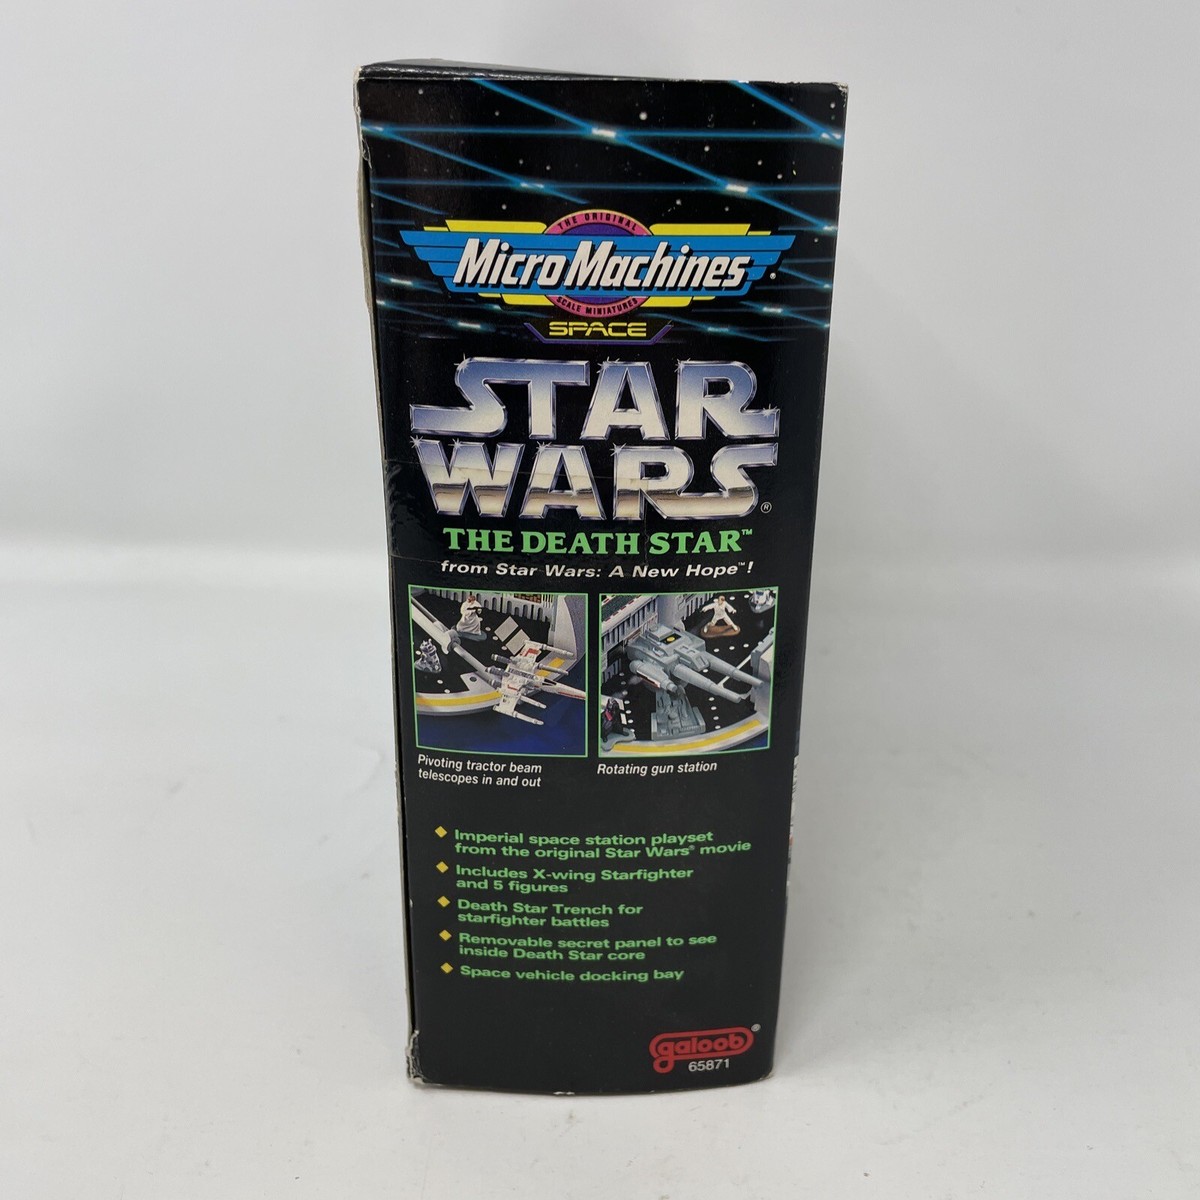 THE ORIGINAL
Micro Machines®
SCALE MINIATURES
SPACE
STAR
WARS®
THE DEATH STAR™
from Star Wars: A New Hope™!
Pivoting tractor beam
telescopes in and out
Rotating gun station
Imperial space station playset
from the original Star Wars® movie
Includes X-wing Starfighter
and 5 figures
Death Star Trench for
starfighter battles
Removable secret panel to see
inside Death Star core
Space vehicle docking bay
galoob®
65871